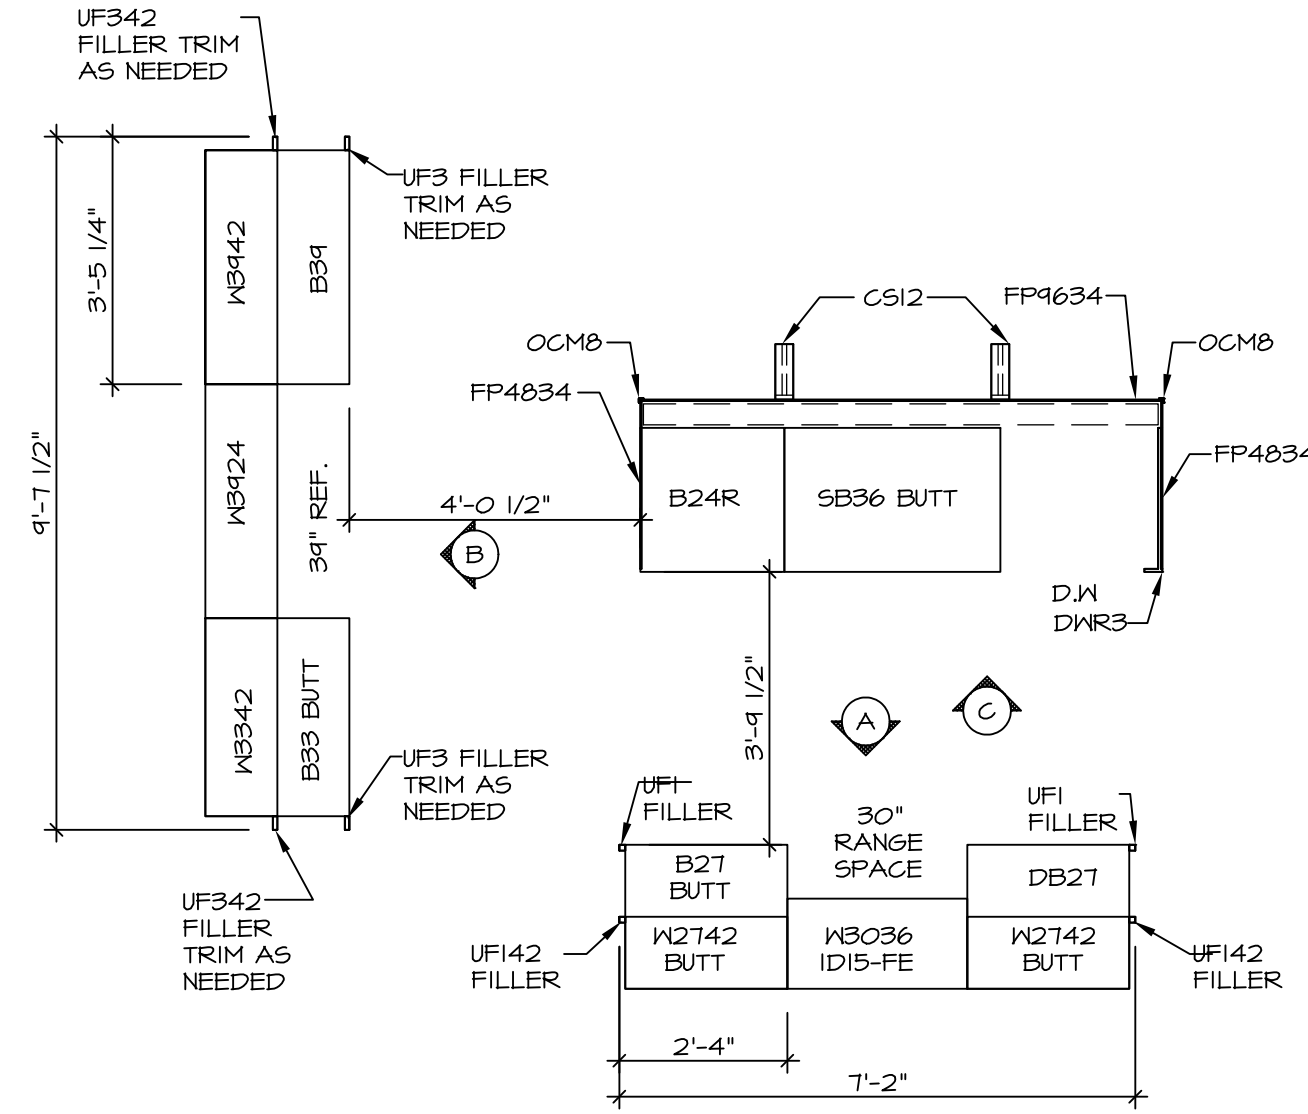 UF342
FILLER TRIM
AS NEEDED
UF3 FILLER
TRIM AS
NEEDED
W3942
B39
3'-5 1/4"
9'-7 1/2"
W3924
39" REF.
4'-0 1/2"
B
W3342
B33 BUTT
UF3 FILLER
TRIM AS
NEEDED
UF342
FILLER
TRIM AS
NEEDED
CS12
FP9634
OCM8
OCM8
FP4834
FP4834
B24R
SB36 BUTT
D.W
DWR3
3'-9 1/2"
A
C
UF1
FILLER
30"
RANGE
SPACE
UF1
FILLER
B27
BUTT
DB27
W2742
BUTT
W3036
1D15-FE
W2742
BUTT
UF142
FILLER
UF142
FILLER
2'-4"
7'-2"